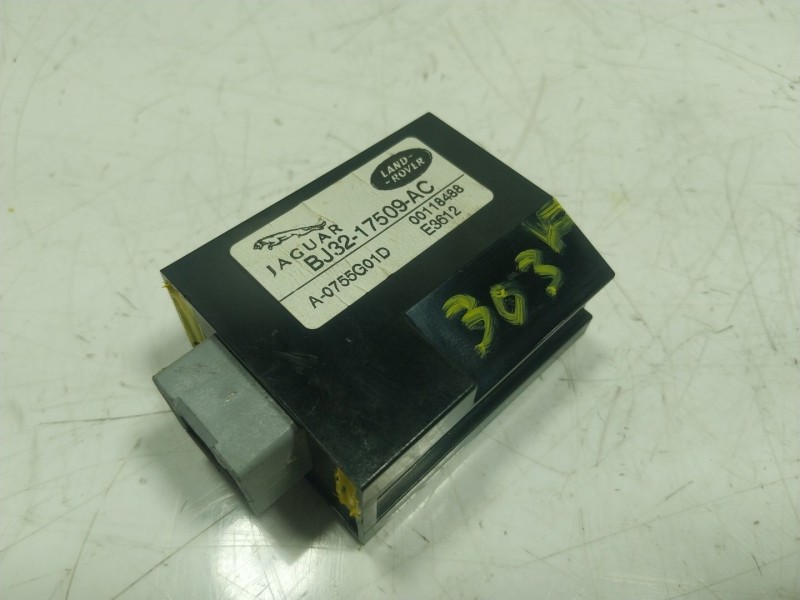 LAND-
-ROVER
JAGUAR
BJ32-17509-AC
00118488
A-0755G01D
E3612
303